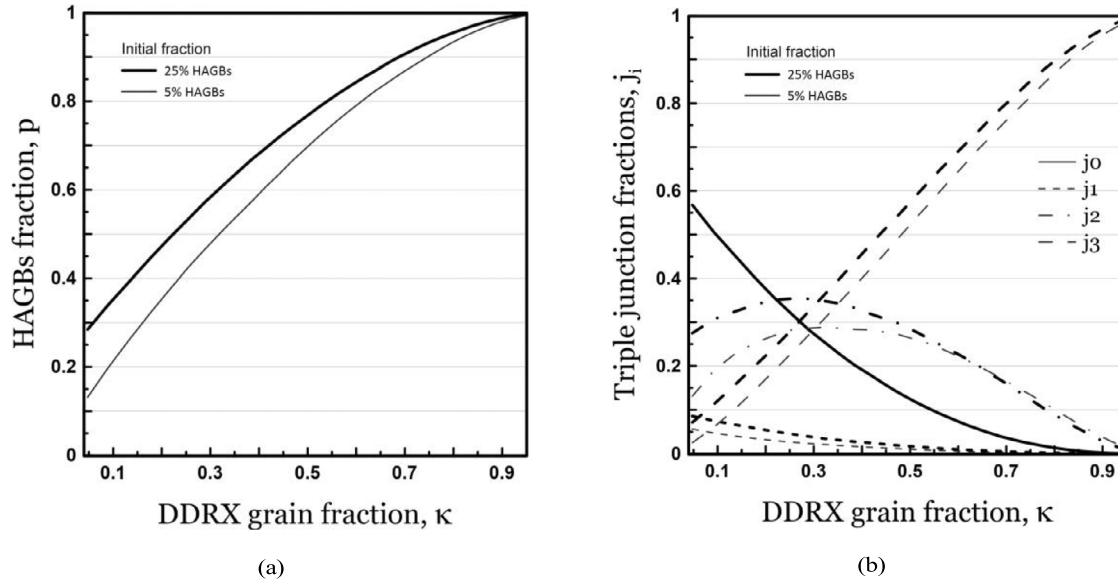 1
0.8
0.6
0.4
0.2
0
0.1 0.3 0.5 0.7 0.9
HAGBs fraction, p
DDRX grain fraction, κ
Initial fraction
25% HAGBs
5% HAGBs
(a)
1
0.8
0.6
0.4
0.2
0
0.1 0.3 0.5 0.7 0.9
Triple junction fractions, ji
DDRX grain fraction, κ
Initial fraction
25% HAGBs
5% HAGBs
j0
j1
j2
j3
(b)